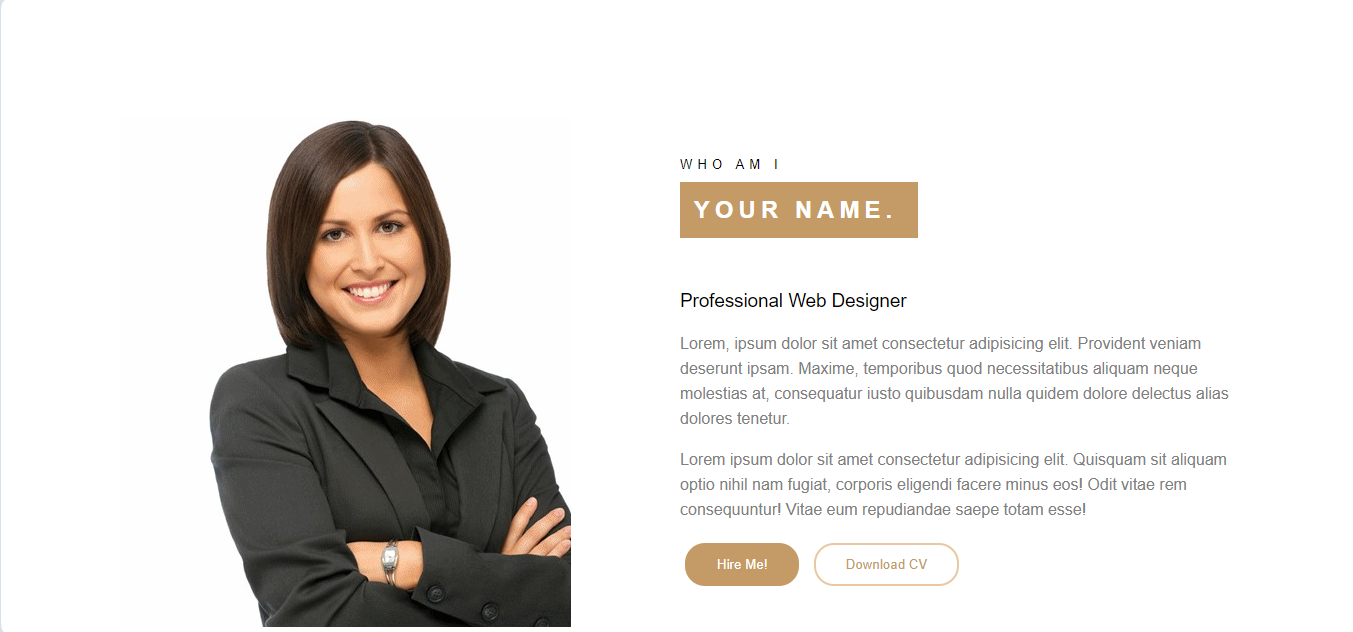 WHO AM I
YOUR NAME.
Professional Web Designer
Lorem, ipsum dolor sit amet consectetur adipisicing elit. Provident veniam
deserunt ipsam. Maxime, temporibus quod necessitatibus aliquam neque
molestias at, consequatur iusto quibusdam nulla quidem dolore delectus alias
dolores tenetur.
Lorem ipsum dolor sit amet consectetur adipisicing elit. Quisquam sit aliquam
optio nihil nam fugiat, corporis eligendi facere minus eos! Odit vitae rem
consequuntur! Vitae eum repudiandae saepe totam esse!
Hire Me!
Download CV